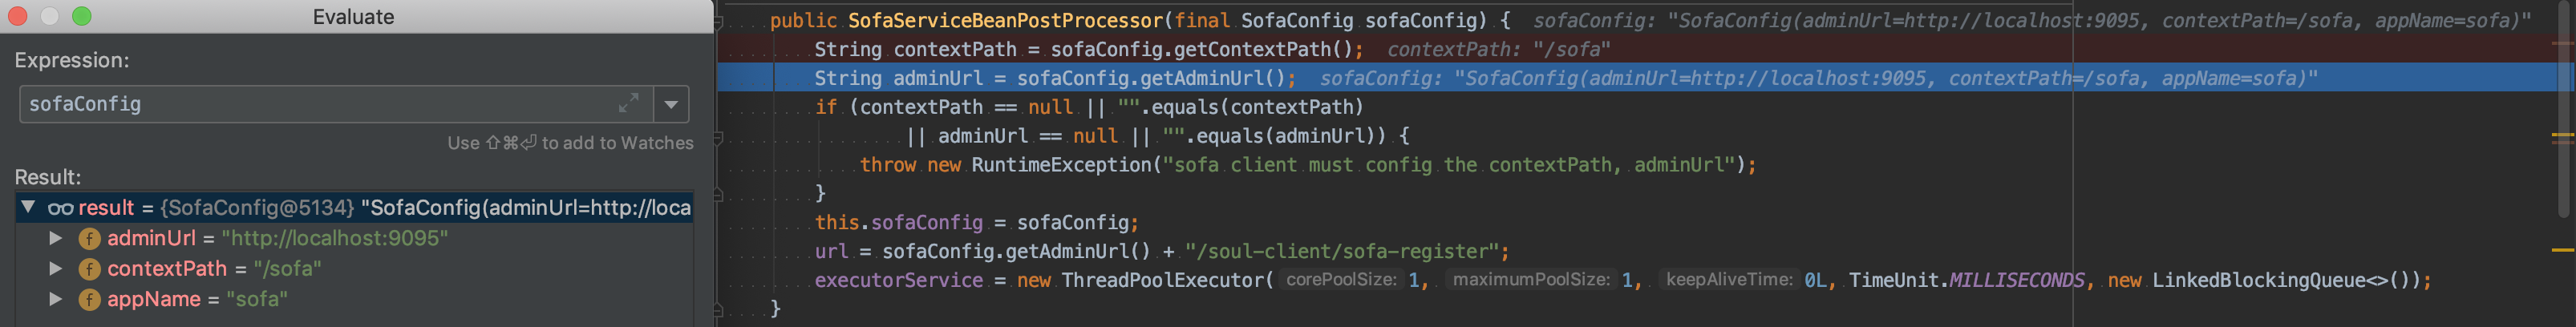 Evaluate
Expression:
sofaConfig
Use ⇧⌘⏎ to add to Watches
Result:
result = {SofaConfig@5134} "SofaConfig(adminUrl=http://loca
adminUrl = "http://localhost:9095"
contextPath = "/sofa"
appName = "sofa"
public SofaServiceBeanPostProcessor(final SofaConfig sofaConfig) { sofaConfig: "SofaConfig(adminUrl=http://localhost:9095, contextPath=/sofa, appName=sofa)"
String contextPath = sofaConfig.getContextPath(); contextPath: "/sofa"
String adminUrl = sofaConfig.getAdminUrl(); sofaConfig: "SofaConfig(adminUrl=http://localhost:9095, contextPath=/sofa, appName=sofa)"
if (contextPath == null || "".equals(contextPath)
|| adminUrl == null || "".equals(adminUrl)) {
throw new RuntimeException("sofa client must config the contextPath, adminUrl");
}
this.sofaConfig = sofaConfig;
url = sofaConfig.getAdminUrl() + "/soul-client/sofa-register";
executorService = new ThreadPoolExecutor( corePoolSize: 1, maximumPoolSize: 1, keepAliveTime: 0L, TimeUnit.MILLISECONDS, new LinkedBlockingQueue<>());
}